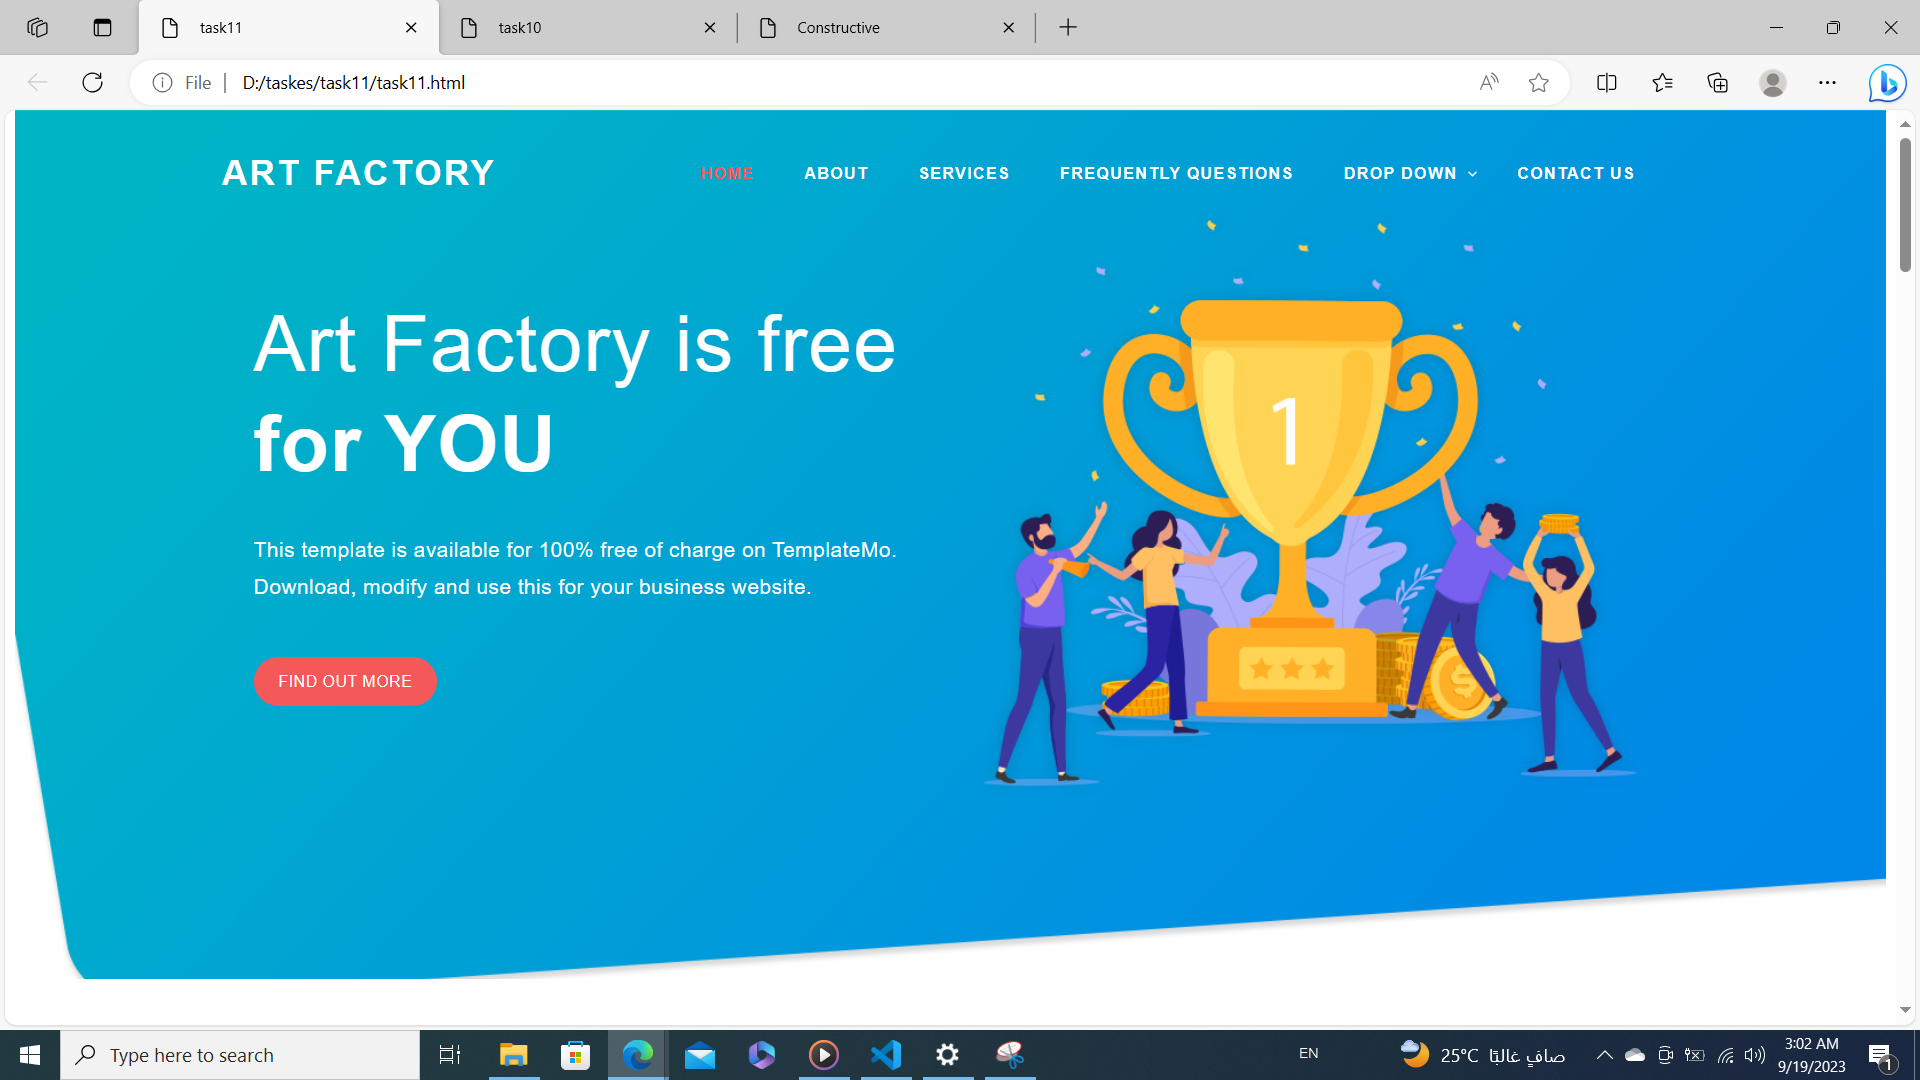 task11
task10
Constructive
File
D:/taskes/task11/task11.html
ART FACTORY
HOME
ABOUT
SERVICES
FREQUENTLY QUESTIONS
DROP DOWN
CONTACT US
Art Factory is free
for YOU
This template is available for 100% free of charge on TemplateMo.
Download, modify and use this for your business website.
FIND OUT MORE
1
Type here to search
EN
25°C صافٍ غالبًا
3:02 AM
9/19/2023
1